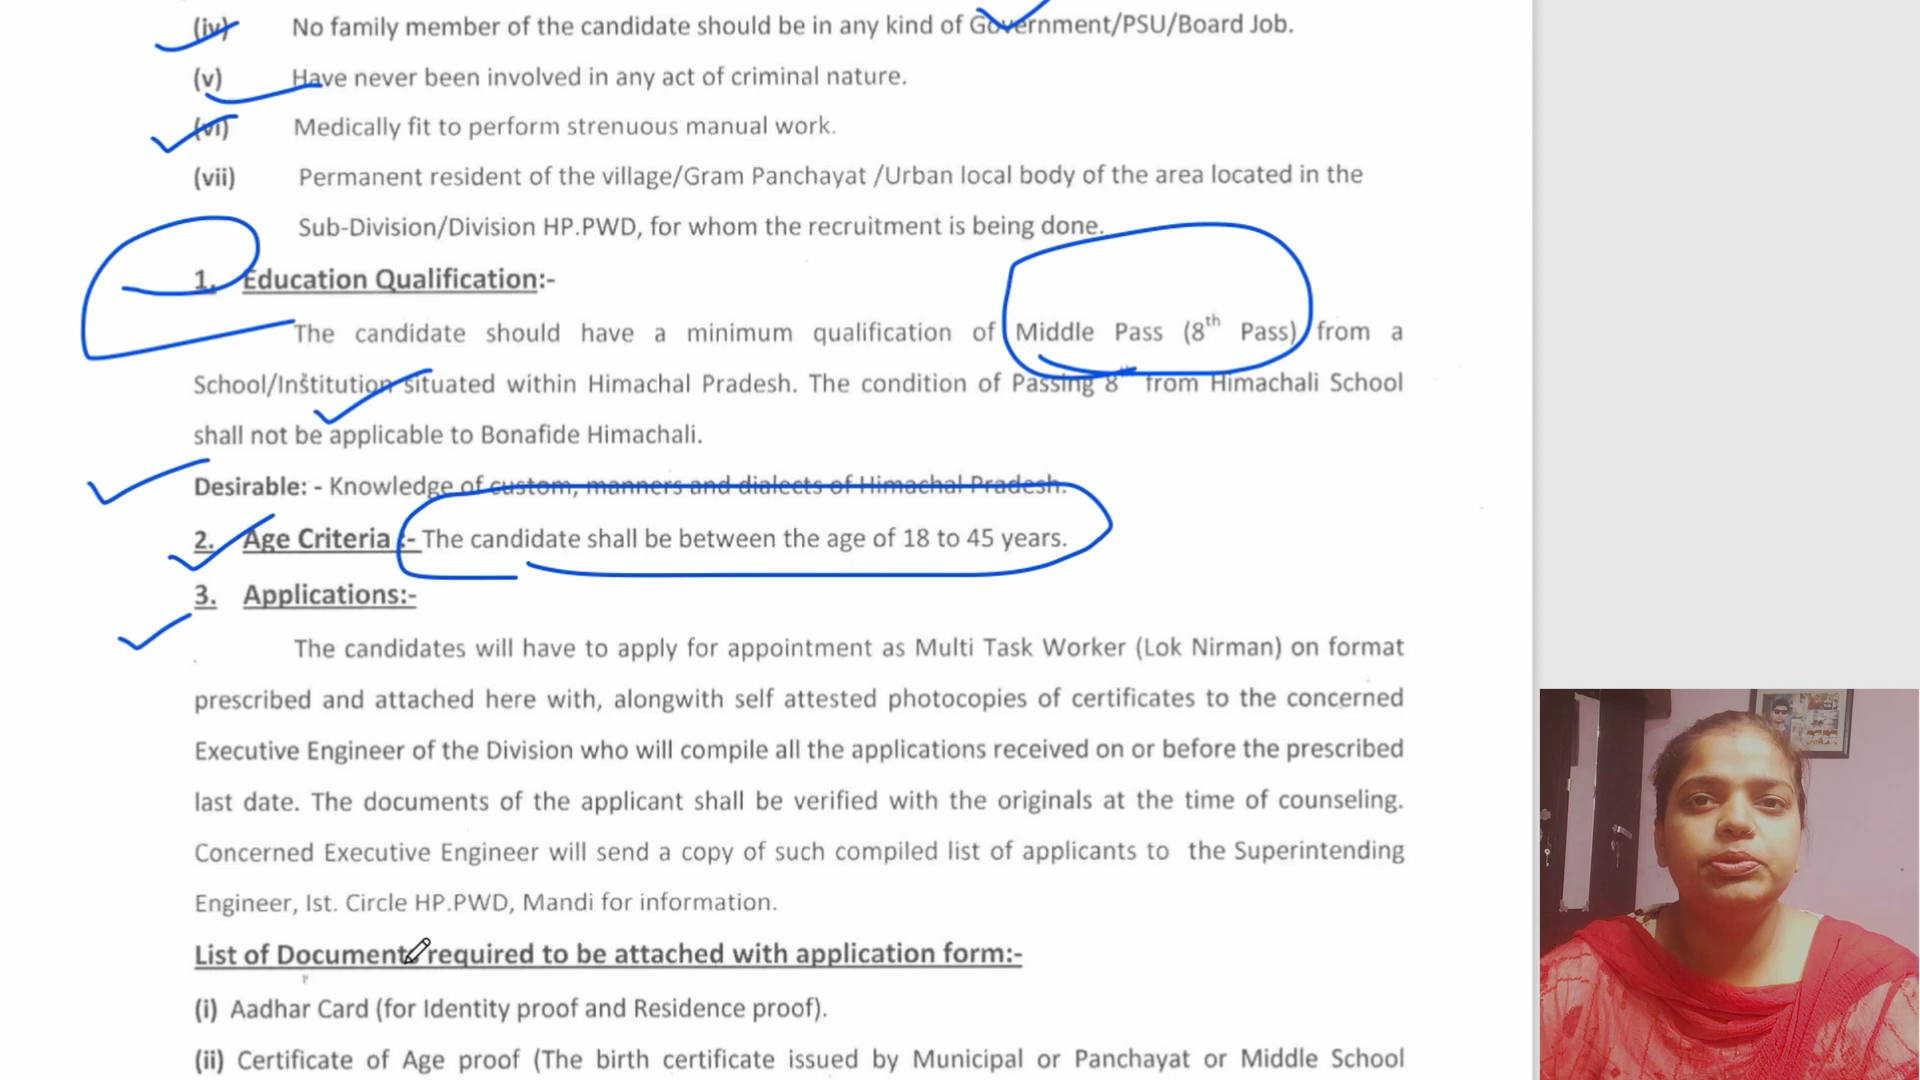 (iv) No family member of the candidate should be in any kind of Government/PSU/Board Job.
(v) Have never been involved in any act of criminal nature.
(vi) Medically fit to perform strenuous manual work.
(vii) Permanent resident of the village/Gram Panchayat /Urban local body of the area located in the
Sub-Division/Division HP.PWD, for whom the recruitment is being done.
1. Education Qualification:-
The candidate should have a minimum qualification of Middle Pass (8th Pass) from a
School/Institution situated within Himachal Pradesh. The condition of Passing 8th from Himachali School
shall not be applicable to Bonafide Himachali.
Desirable: - Knowledge of custom, manners and dialects of Himachal Pradesh.
2. Age Criteria :- The candidate shall be between the age of 18 to 45 years.
3. Applications:-
The candidates will have to apply for appointment as Multi Task Worker (Lok Nirman) on format
prescribed and attached here with, alongwith self attested photocopies of certificates to the concerned
Executive Engineer of the Division who will compile all the applications received on or before the prescribed
last date. The documents of the applicant shall be verified with the originals at the time of counseling.
Concerned Executive Engineer will send a copy of such compiled list of applicants to the Superintending
Engineer, Ist. Circle HP.PWD, Mandi for information.
List of Document required to be attached with application form:-
(i) Aadhar Card (for Identity proof and Residence proof).
(ii) Certificate of Age proof (The birth certificate issued by Municipal or Panchayat or Middle School